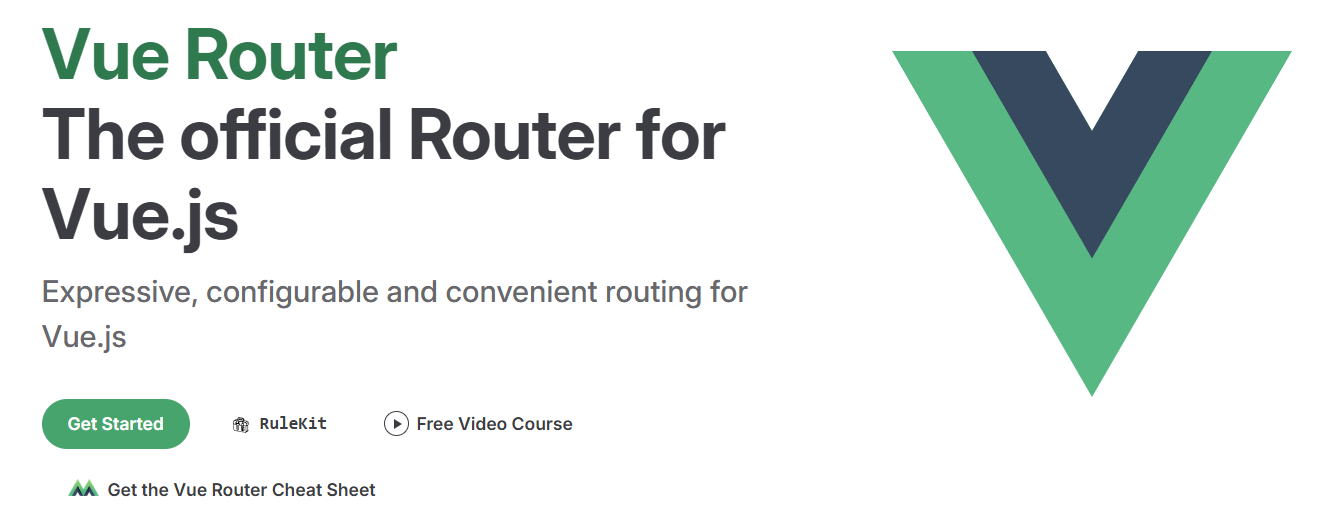 Vue Router
The official Router for
Vue.js
Expressive, configurable and convenient routing for
Vue.js
Get Started
RuleKit
Free Video Course
Get the Vue Router Cheat Sheet